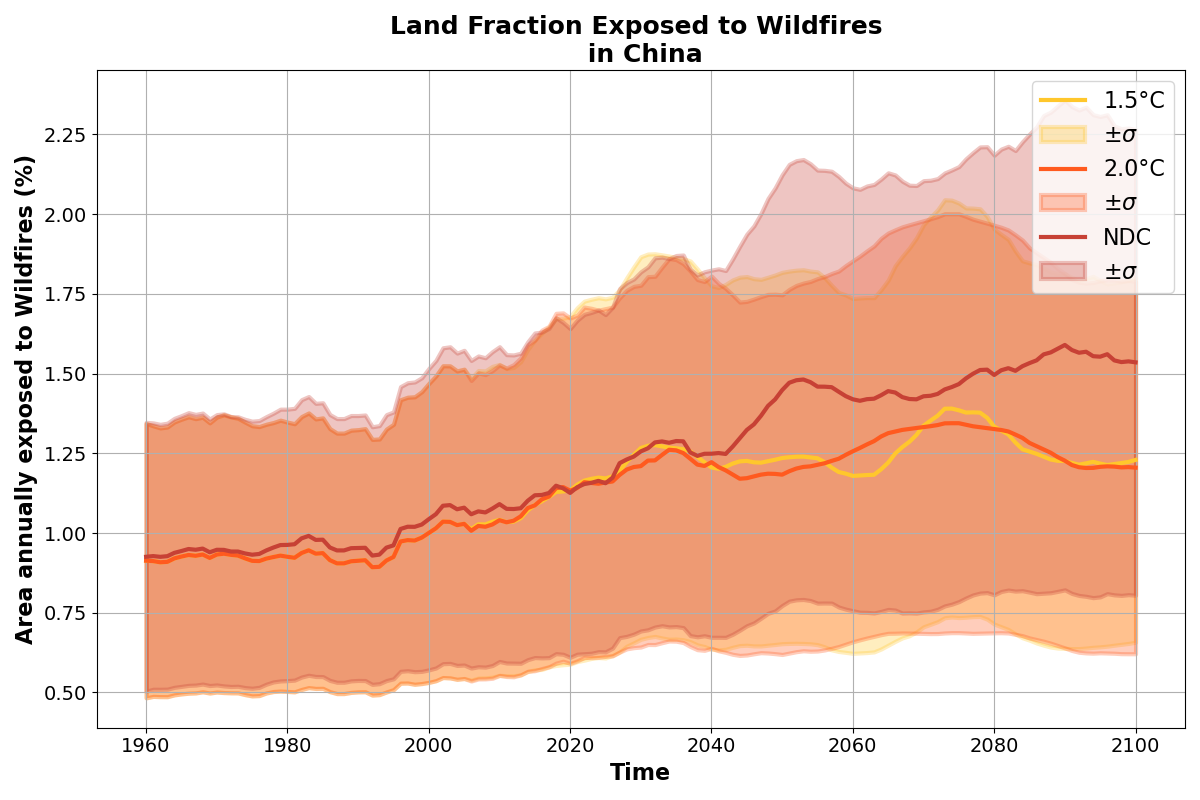 Land Fraction Exposed to Wildfires
in China
Area annually exposed to Wildfires (%)
2.25
2.00
1.75
1.50
1.25
1.00
0.75
0.50
1.5°C
±σ
2.0°C
±σ
NDC
±σ
1960 1980 2000 2020 2040 2060 2080 2100
Time